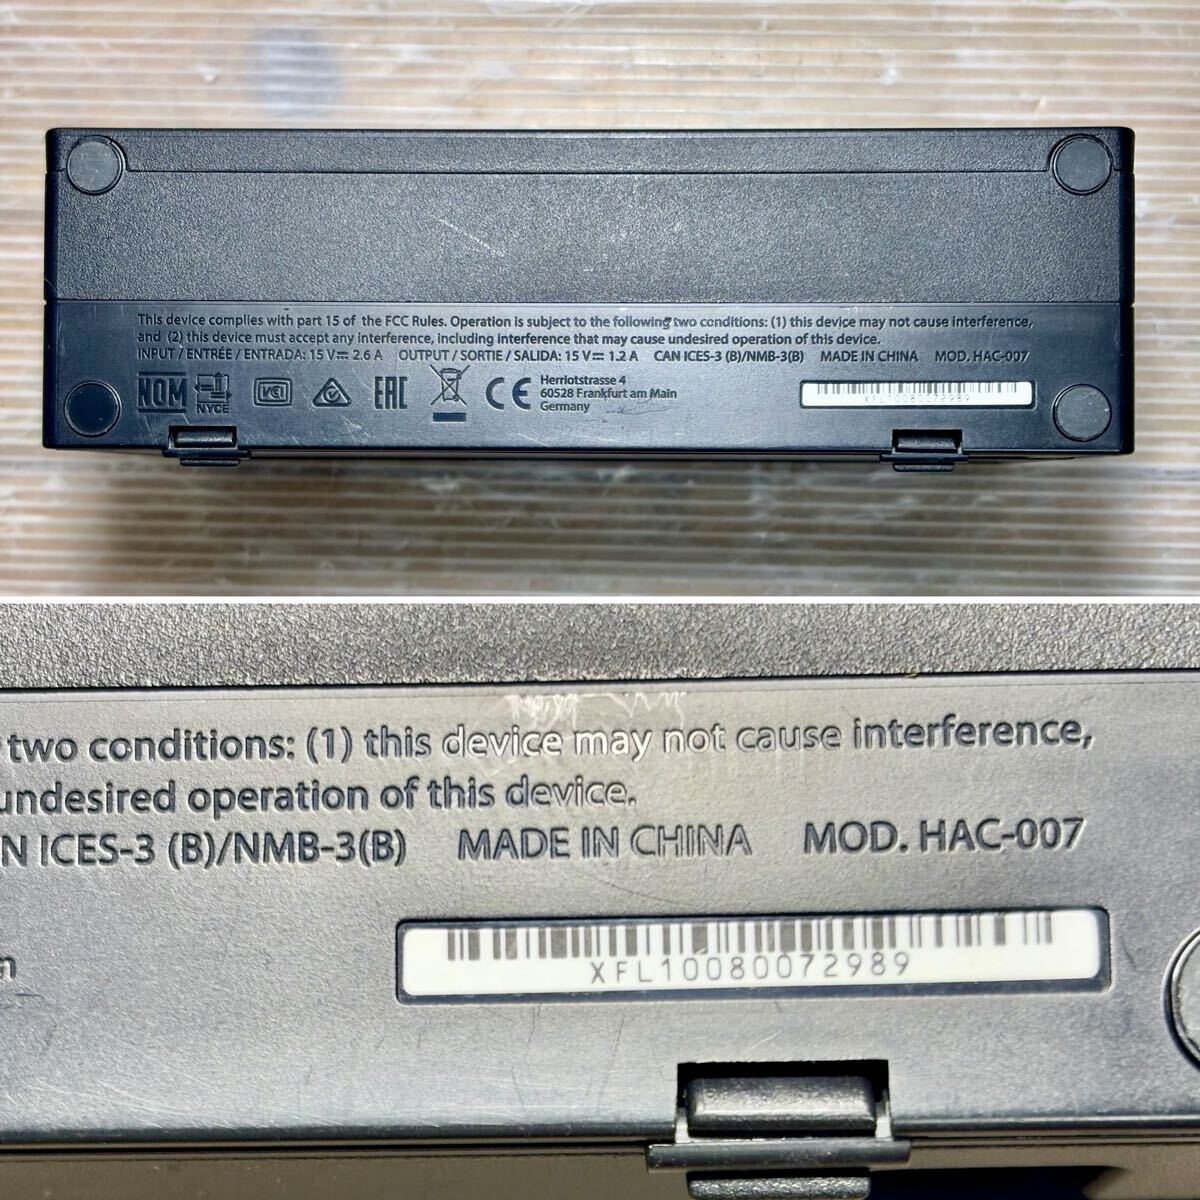 This device complies with part 15 of the FCC Rules. Operation is subject to the following two conditions: (1) this device may not cause interference,
and (2) this device must accept any interference, including interference that may cause undesired operation of this device.
INPUT / ENTRÉE / ENTRADA: 15 V⎓ 2.6 A OUTPUT / SORTIE / SALIDA: 15 V⎓ 1.2 A CAN ICES-3 (B)/NMB-3(B) MADE IN CHINA MOD. HAC-007
NOM
NYCE
VCI
EAC
CE
Herriotstrasse 4
60528 Frankfurt am Main
Germany
XFL10080072989
two conditions: (1) this device may not cause interference,
undesired operation of this device.
N ICES-3 (B)/NMB-3(B) MADE IN CHINA MOD. HAC-007
n
XFL10080072989